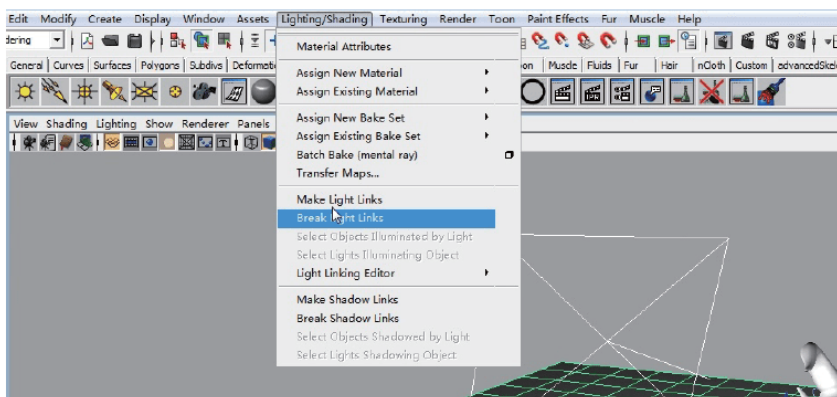 Edit Modify Create Display Window Assets Lighting/Shading Texturing Render Toon Paint Effects Fur Muscle Help
dering
General Curves Surfaces Polygons Subdivs Deformati on Muscle Fluids Fur Hair nCloth Custom advancedSkele
View Shading Lighting Show Renderer Panels
Material Attributes
Assign New Material
Assign Existing Material
Assign New Bake Set
Assign Existing Bake Set
Batch Bake (mental ray)
Transfer Maps...
Make Light Links
Break Light Links
Select Objects Illuminated by Light
Select Lights Illuminating Object
Light Linking Editor
Make Shadow Links
Break Shadow Links
Select Objects Shadowed by Light
Select Lights Shadowing Object